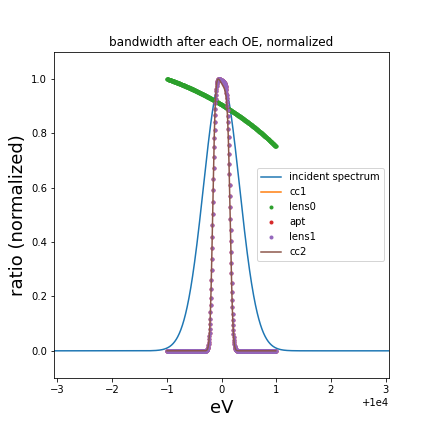 bandwidth after each OE, normalized
ratio (normalized)
1.0
0.8
0.6
0.4
0.2
0.0
incident spectrum
cc1
lens0
apt
lens1
cc2
−3 −2 −1 0 1 2 3
eV
+1e4